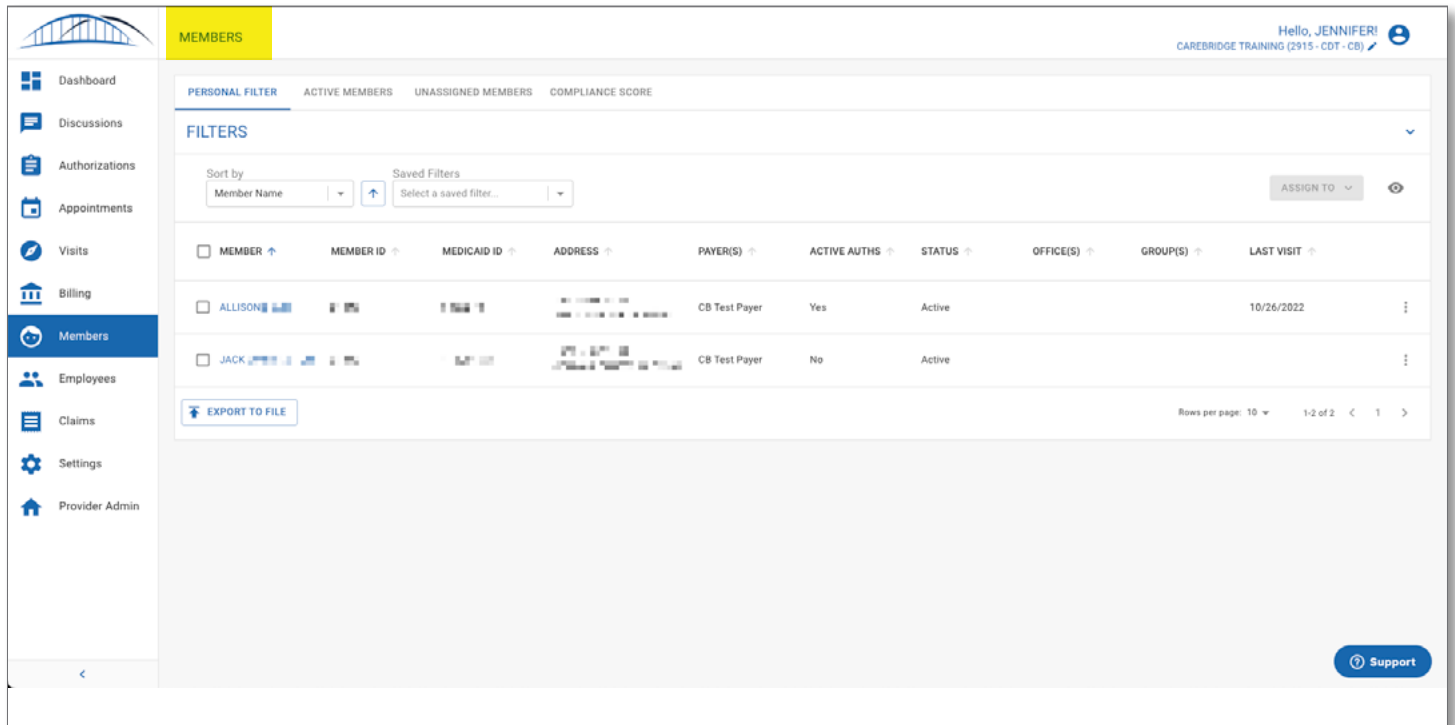 MEMBERS
Hello, JENNIFER!
CAREBRIDGE TRAINING (2915 - CDT - CB)
Dashboard
Discussions
Authorizations
Appointments
Visits
Billing
Members
Employees
Claims
Settings
Provider Admin
PERSONAL FILTER ACTIVE MEMBERS UNASSIGNED MEMBERS COMPLIANCE SCORE
FILTERS
Sort by Saved Filters
Member Name Select a saved filter... ASSIGN TO
MEMBER MEMBER ID MEDICAID ID ADDRESS PAYER(S) ACTIVE AUTHS STATUS OFFICE(S) GROUP(S) LAST VISIT
ALLISON CB Test Payer Yes Active 10/26/2022
JACK CB Test Payer No Active
EXPORT TO FILE Rows per page: 10 1-2 of 2 1
Support